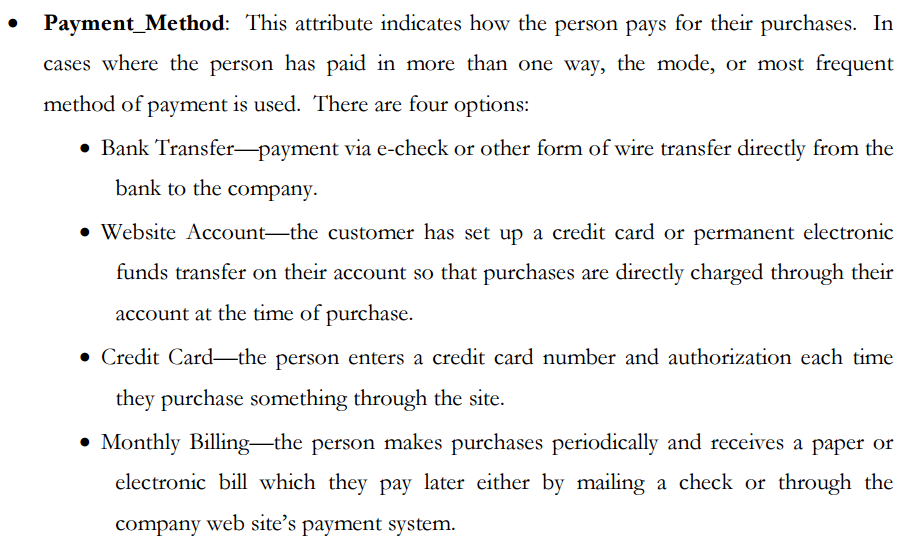 • Payment_Method: This attribute indicates how the person pays for their purchases. In
cases where the person has paid in more than one way, the mode, or most frequent
method of payment is used. There are four options:
• Bank Transfer—payment via e-check or other form of wire transfer directly from the
bank to the company.
• Website Account—the customer has set up a credit card or permanent electronic
funds transfer on their account so that purchases are directly charged through their
account at the time of purchase.
• Credit Card—the person enters a credit card number and authorization each time
they purchase something through the site.
• Monthly Billing—the person makes purchases periodically and receives a paper or
electronic bill which they pay later either by mailing a check or through the
company web site’s payment system.